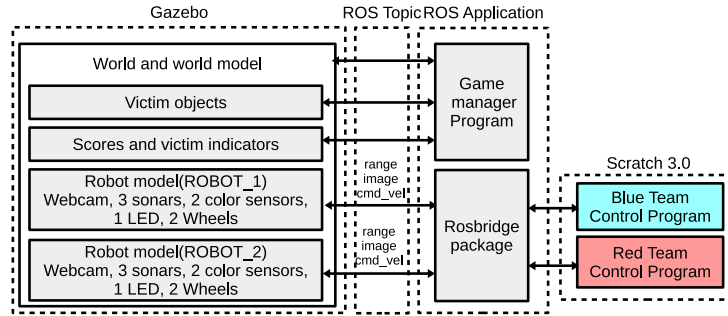 Gazebo
ROS Topic
ROS Application
World and world model
Victim objects
Scores and victim indicators
Robot model(ROBOT_1)
Webcam, 3 sonars, 2 color sensors,
1 LED, 2 Wheels
Robot model(ROBOT_2)
Webcam, 3 sonars, 2 color sensors,
1 LED, 2 Wheels
range
image
cmd_vel
range
image
cmd_vel
Game
manager
Program
Rosbridge
package
Scratch 3.0
Blue Team
Control Program
Red Team
Control Program